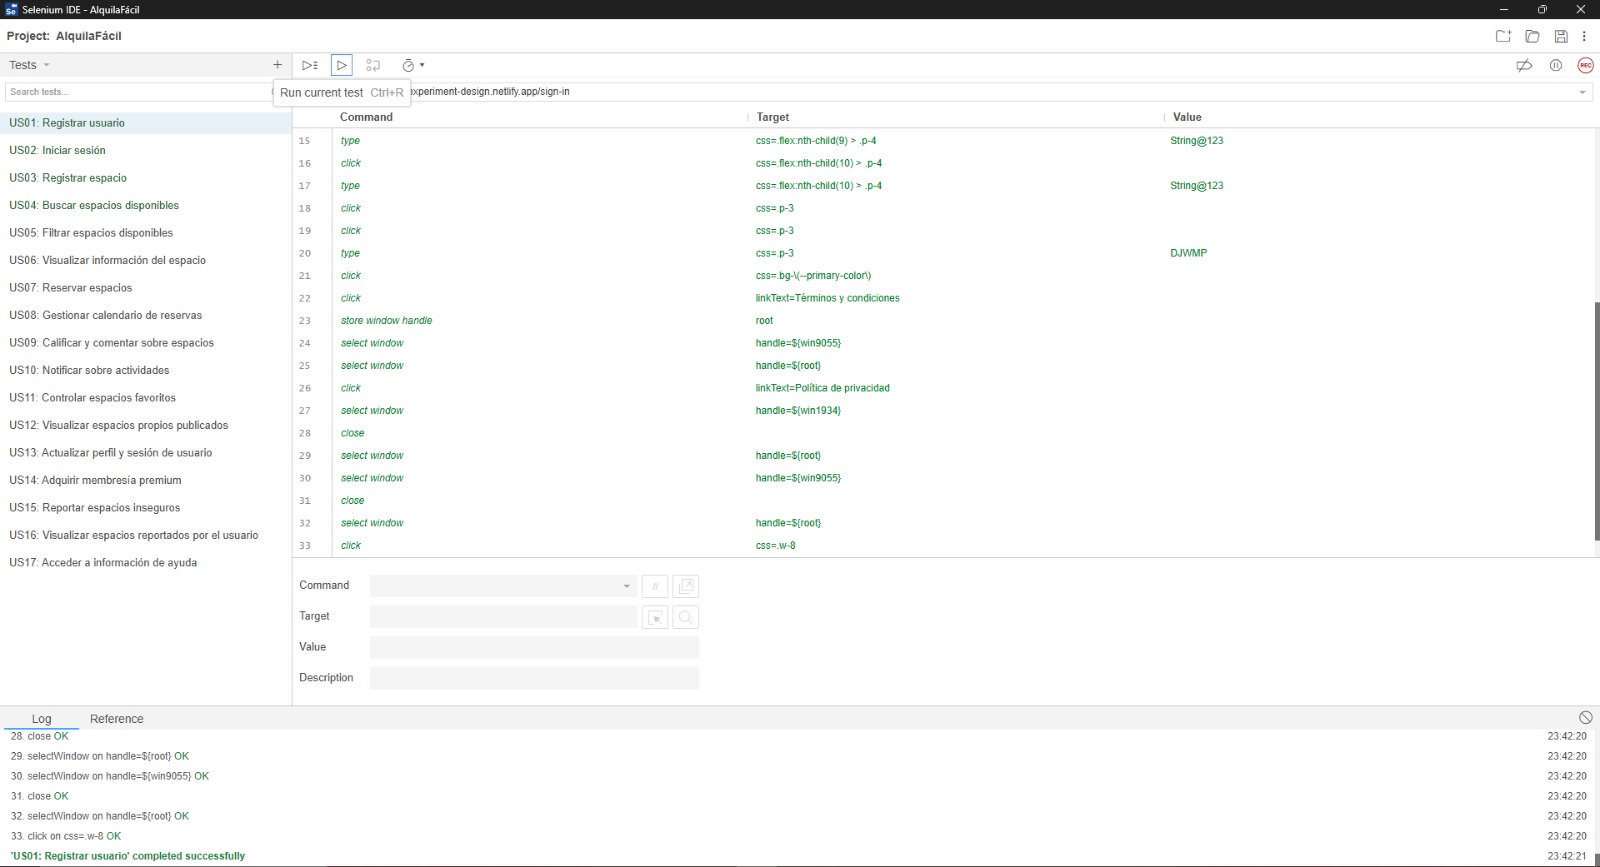 Selenium IDE - AlquilaFácil
Project: AlquilaFácil
Tests
Search tests...
Run current test Ctrl+R
experiment-design.netlify.app/sign-in
US01: Registrar usuario
US02: Iniciar sesión
US03: Registrar espacio
US04: Buscar espacios disponibles
US05: Filtrar espacios disponibles
US06: Visualizar información del espacio
US07: Reservar espacios
US08: Gestionar calendario de reservas
US09: Calificar y comentar sobre espacios
US10: Notificar sobre actividades
US11: Controlar espacios favoritos
US12: Visualizar espacios propios publicados
US13: Actualizar perfil y sesión de usuario
US14: Adquirir membresía premium
US15: Reportar espacios inseguros
US16: Visualizar espacios reportados por el usuario
US17: Acceder a información de ayuda
REC
Command Target Value
15 type css=.flex:nth-child(9) > .p-4 String@123
16 click css=.flex:nth-child(10) > .p-4
17 type css=.flex:nth-child(10) > .p-4 String@123
18 click css=.p-3
19 click css=.p-3
20 type css=.p-3 DJWMP
21 click css=.bg-\(--primary-color\)
22 click linkText=Términos y condiciones
23 store window handle root
24 select window handle=${win9055}
25 select window handle=${root}
26 click linkText=Política de privacidad
27 select window handle=${win1934}
28 close
29 select window handle=${root}
30 select window handle=${win9055}
31 close
32 select window handle=${root}
33 click css=.w-8
Command //
Target
Value
Description
Log Reference
28. close OK 23:42:20
29. selectWindow on handle=${root} OK 23:42:20
30. selectWindow on handle=${win9055} OK 23:42:20
31. close OK 23:42:20
32. selectWindow on handle=${root} OK 23:42:20
33. click on css=.w-8 OK 23:42:20
'US01: Registrar usuario' completed successfully 23:42:21